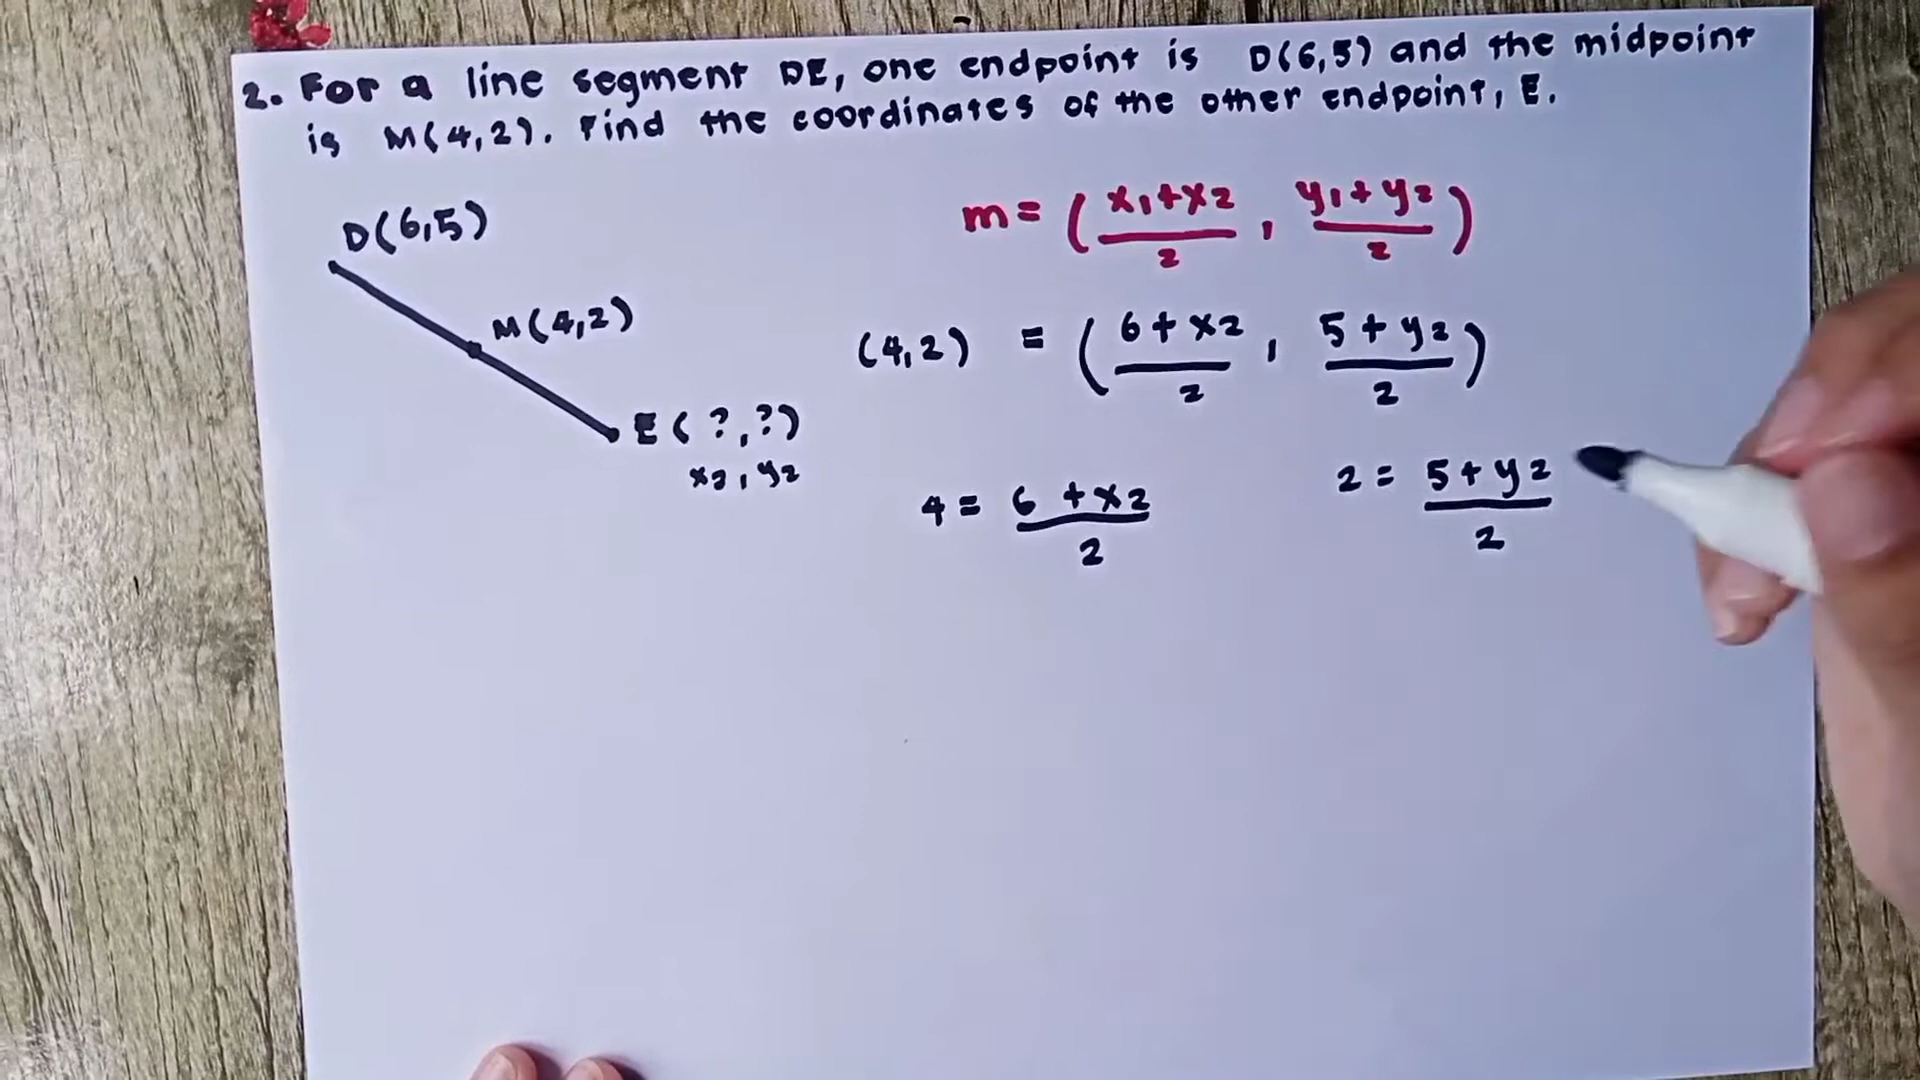 2. For a line segment DE, one endpoint is D(6,5) and the midpoint
is M(4,2). Find the coordinates of the other endpoint, E.
D(6,5)
m = (x₁+x₂/2, y₁+y₂/2)
M(4,2)
(4,2) = (6+x₂/2, 5+y₂/2)
E(?,?)
x₂, y₂
4 = 6+x₂/2
2 = 5+y₂/2